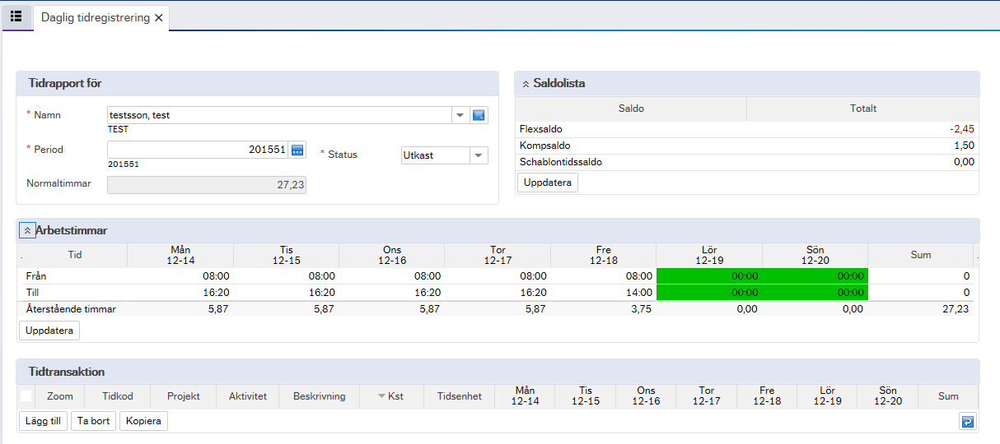 Daglig tidregistrering ×
Tidrapport för
* Namn testsson, test
TEST
* Period 201551 * Status Utkast
201551
Normaltimmar 27,23
Saldolista
Saldo Totalt
Flexsaldo -2,45
Kompsaldo 1,50
Schablontidssaldo 0,00
Uppdatera
Arbetstimmar
. Tid Mån 12-14 Tis 12-15 Ons 12-16 Tor 12-17 Fre 12-18 Lör 12-19 Sön 12-20 Sum .
Från 08:00 08:00 08:00 08:00 08:00 00:00 00:00 0
Till 16:20 16:20 16:20 16:20 14:00 00:00 00:00 0
Återstående timmar 5,87 5,87 5,87 5,87 3,75 0,00 0,00 27,23
Uppdatera
Tidtransaktion
Zoom Tidkod Projekt Aktivitet Beskrivning Kst Tidsenhet Mån 12-14 Tis 12-15 Ons 12-16 Tor 12-17 Fre 12-18 Lör 12-19 Sön 12-20 Sum
Lägg till Ta bort Kopiera